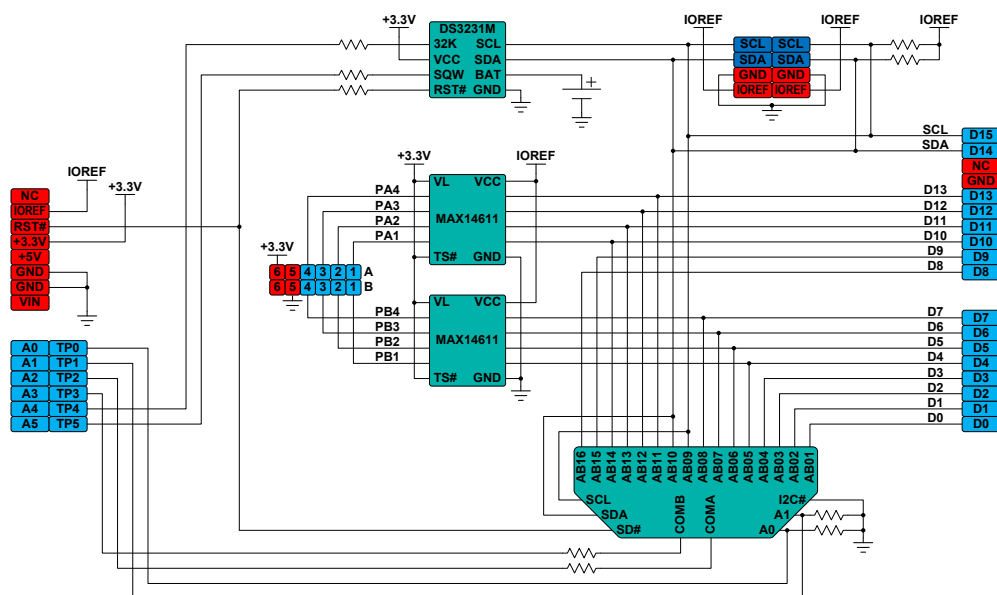 +3.3V
DS3231M
32K SCL
VCC SDA
SQW BAT
RST# GND
+
IOREF IOREF IOREF
SCL SCL
SDA SDA
GND GND
IOREF IOREF
SCL D15
SDA D14
NC
GND
D13 D13
D12 D12
D11 D11
D10 D10
D9 D9
D8 D8
IOREF
+3.3V
NC
IOREF
RST#
+3.3V
+5V
GND
GND
VIN
+3.3V IOREF
VL VCC
MAX14611
TS# GND
PA4
PA3
PA2
PA1
+3.3V
6 5 4 3 2 1 A
6 5 4 3 2 1 B
VL VCC
MAX14611
TS# GND
PB4
PB3
PB2
PB1
D7 D7
D6 D6
D5 D5
D4 D4
D3 D3
D2 D2
D1 D1
D0 D0
A0 TP0
A1 TP1
A2 TP2
A3 TP3
A4 TP4
A5 TP5
AB16 AB15 AB14 AB13 AB12 AB11 AB10 AB09 AB08 AB07 AB06 AB05 AB04 AB03 AB02 AB01
SCL I2C#
SDA A1
SD# COMB COMA A0